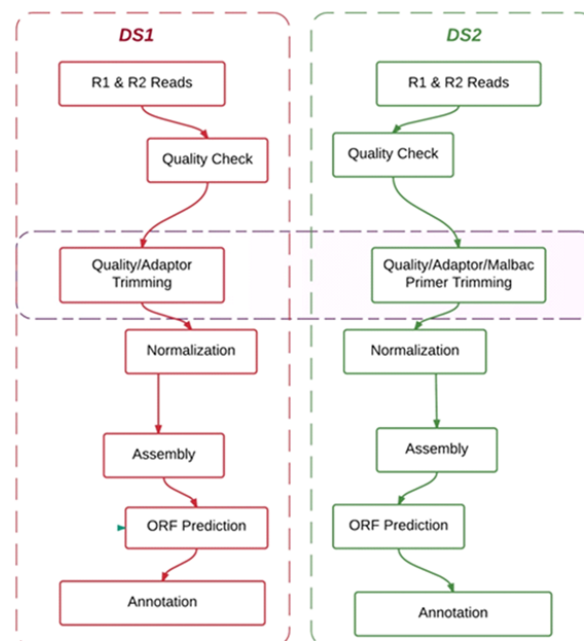 DS1
R1 & R2 Reads
Quality Check
Quality/Adaptor
Trimming
Normalization
Assembly
ORF Prediction
Annotation
DS2
R1 & R2 Reads
Quality Check
Quality/Adaptor/Malbac
Primer Trimming
Normalization
Assembly
ORF Prediction
Annotation